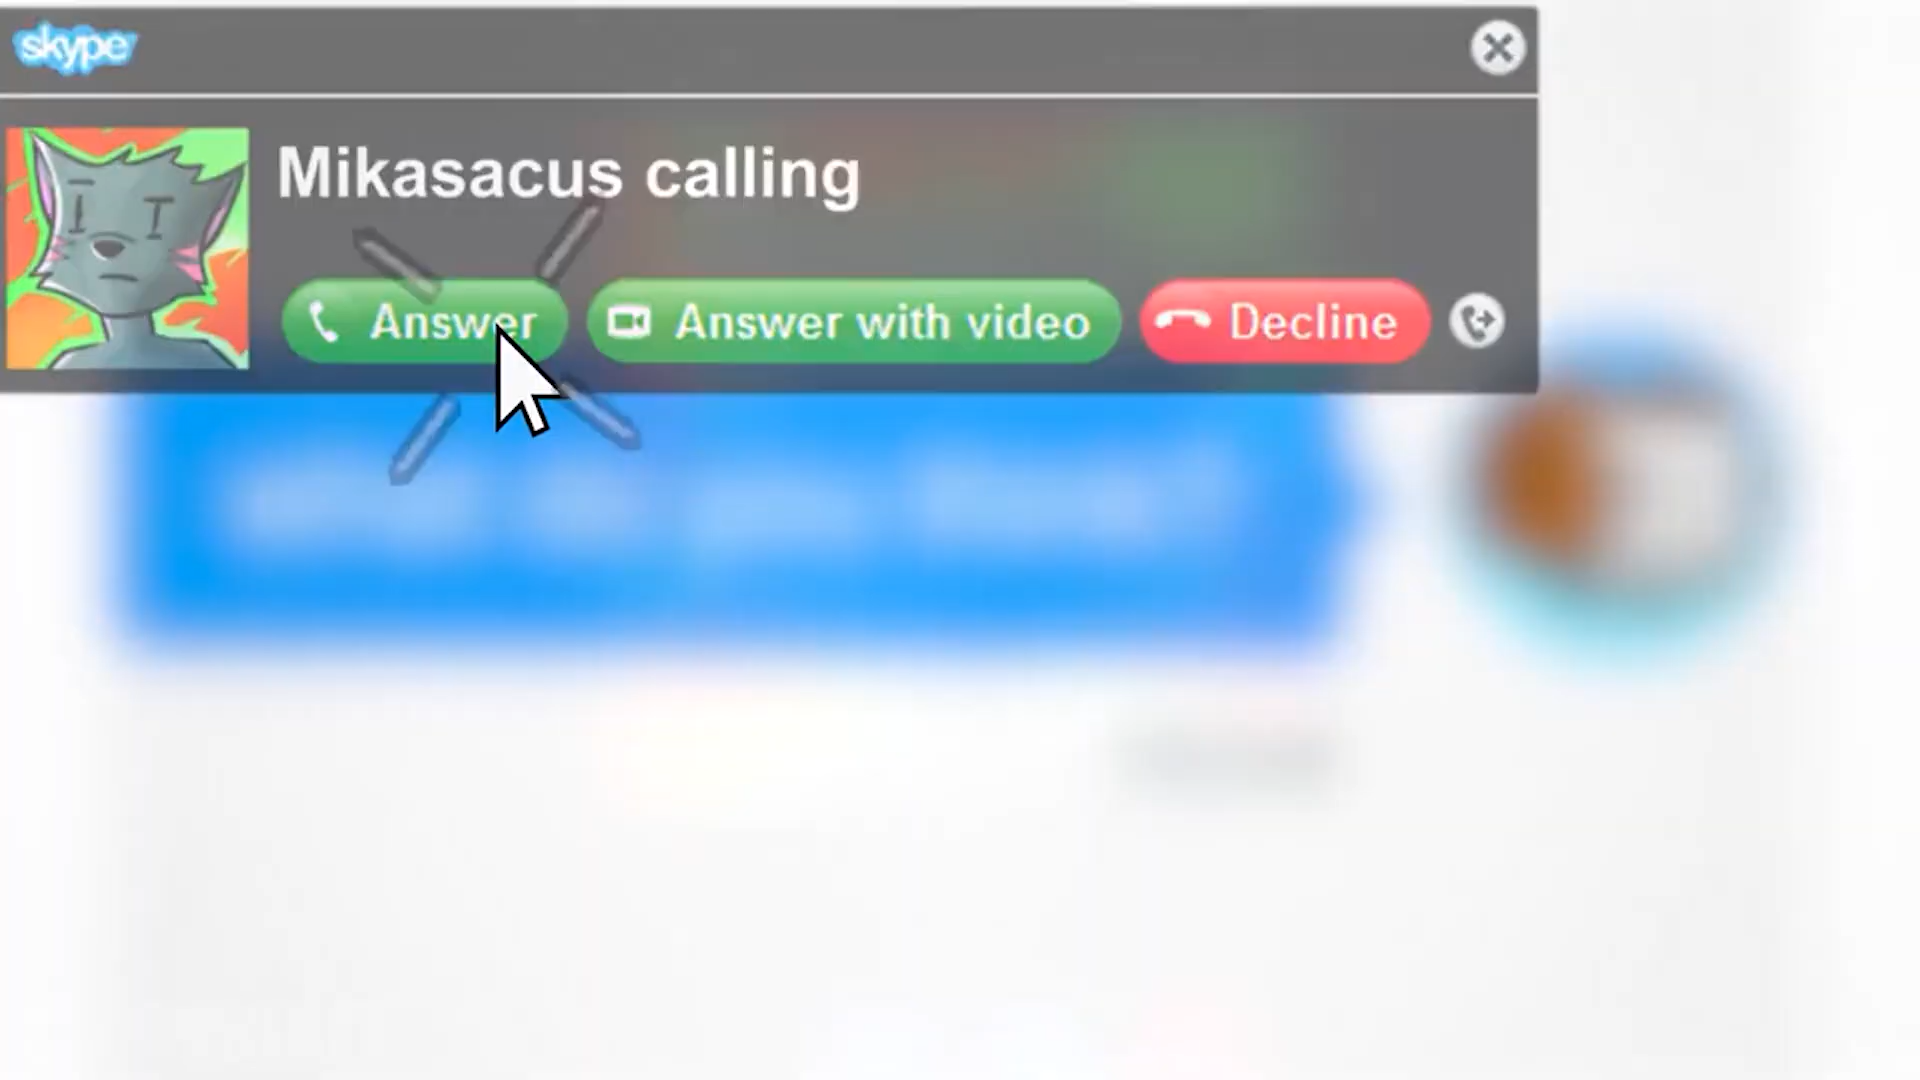 skype
Mikasacus calling
Answer
Answer with video
Decline